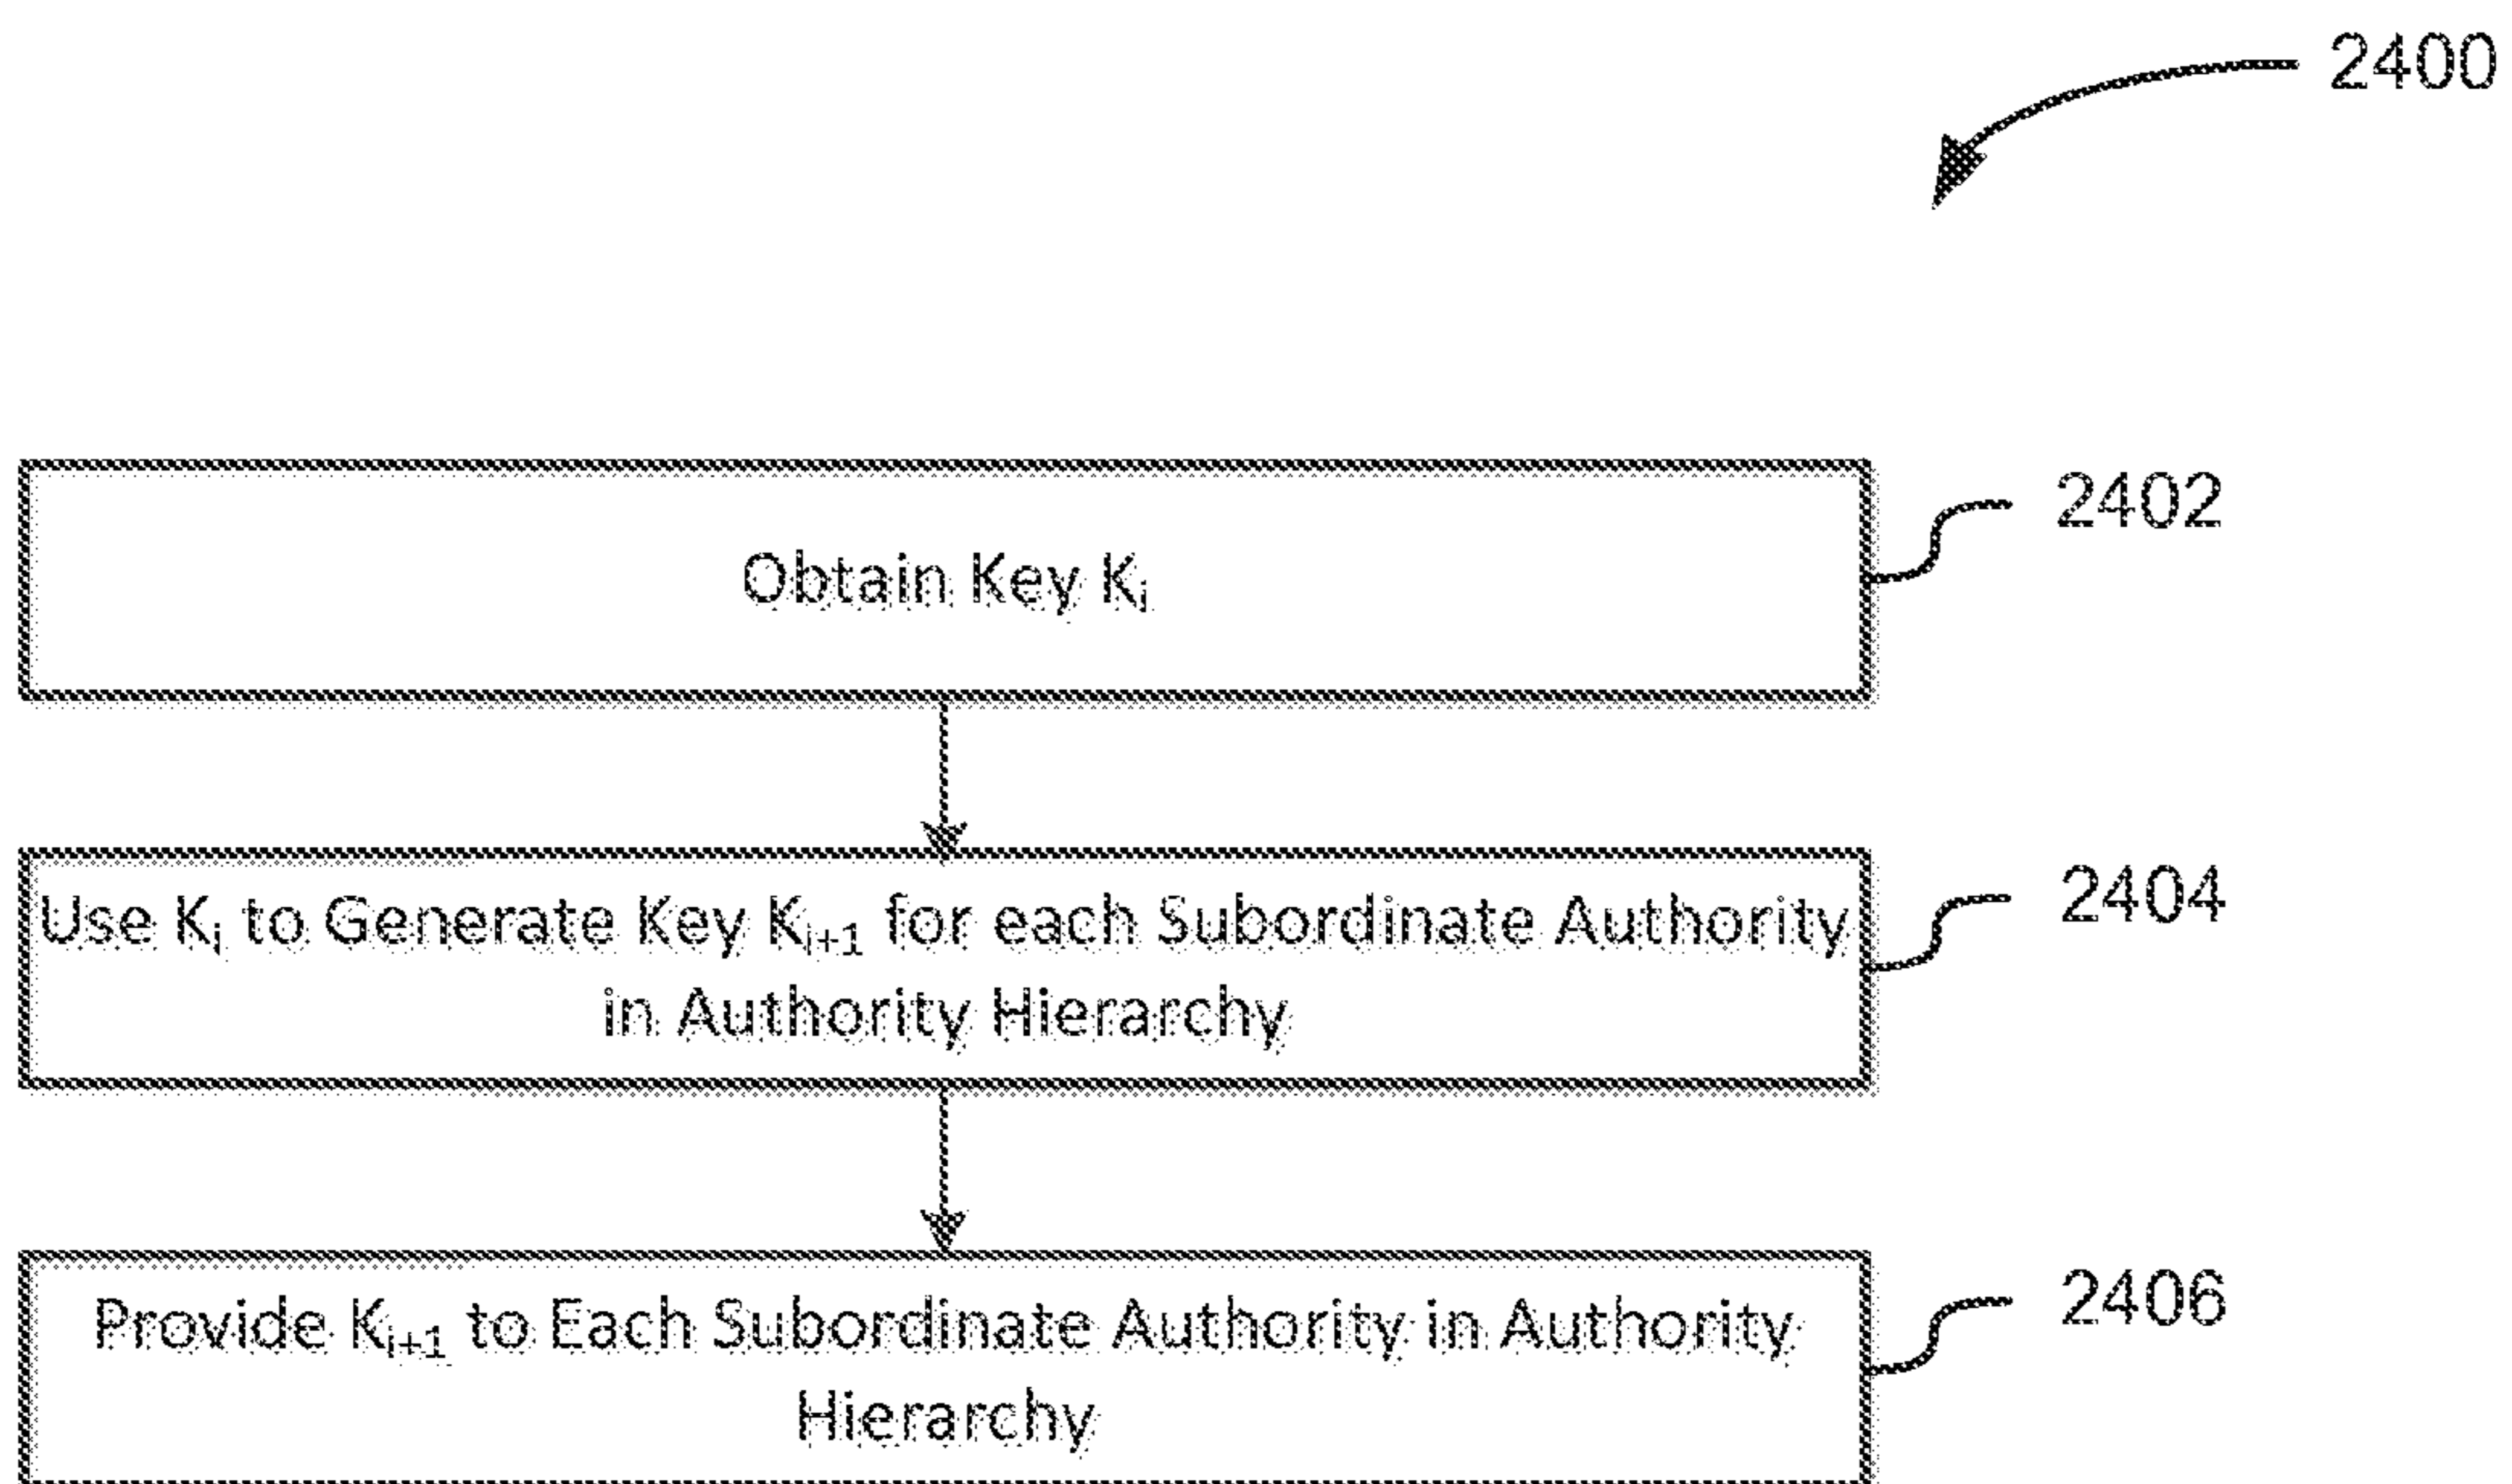 2400
Obtain Key Ki
2402
Use Ki to Generate Key Ki+1 for each Subordinate Authority
in Authority Hierarchy
2404
Provide Ki+1 to Each Subordinate Authority in Authority
Hierarchy
2406